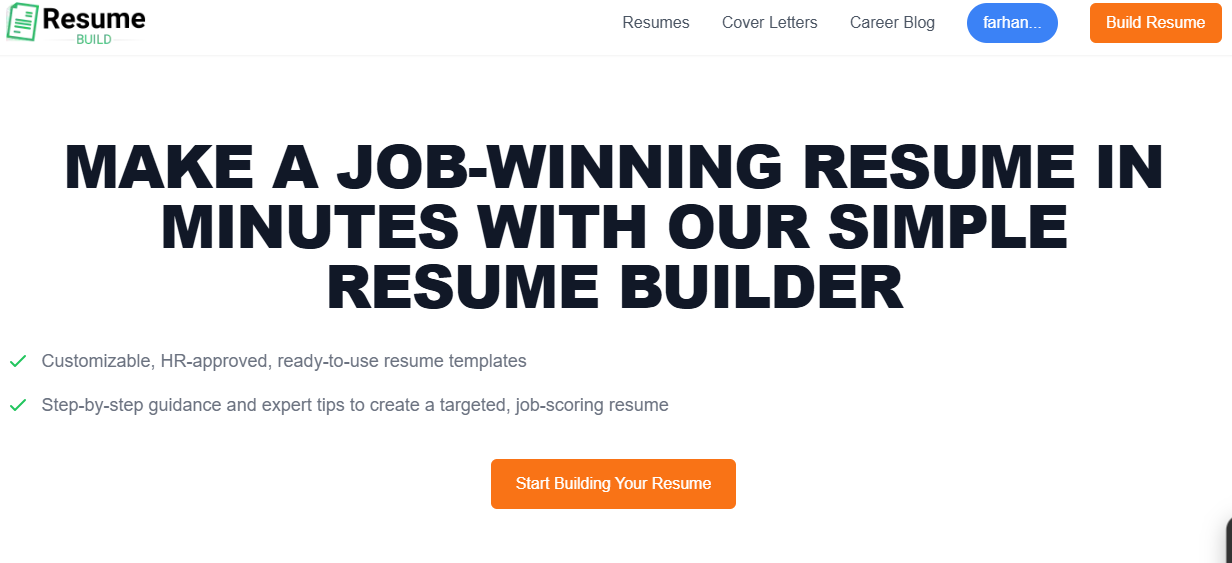 Resume
BUILD
Resumes Cover Letters Career Blog farhan... Build Resume
MAKE A JOB-WINNING RESUME IN
MINUTES WITH OUR SIMPLE
RESUME BUILDER
Customizable, HR-approved, ready-to-use resume templates
Step-by-step guidance and expert tips to create a targeted, job-scoring resume
Start Building Your Resume